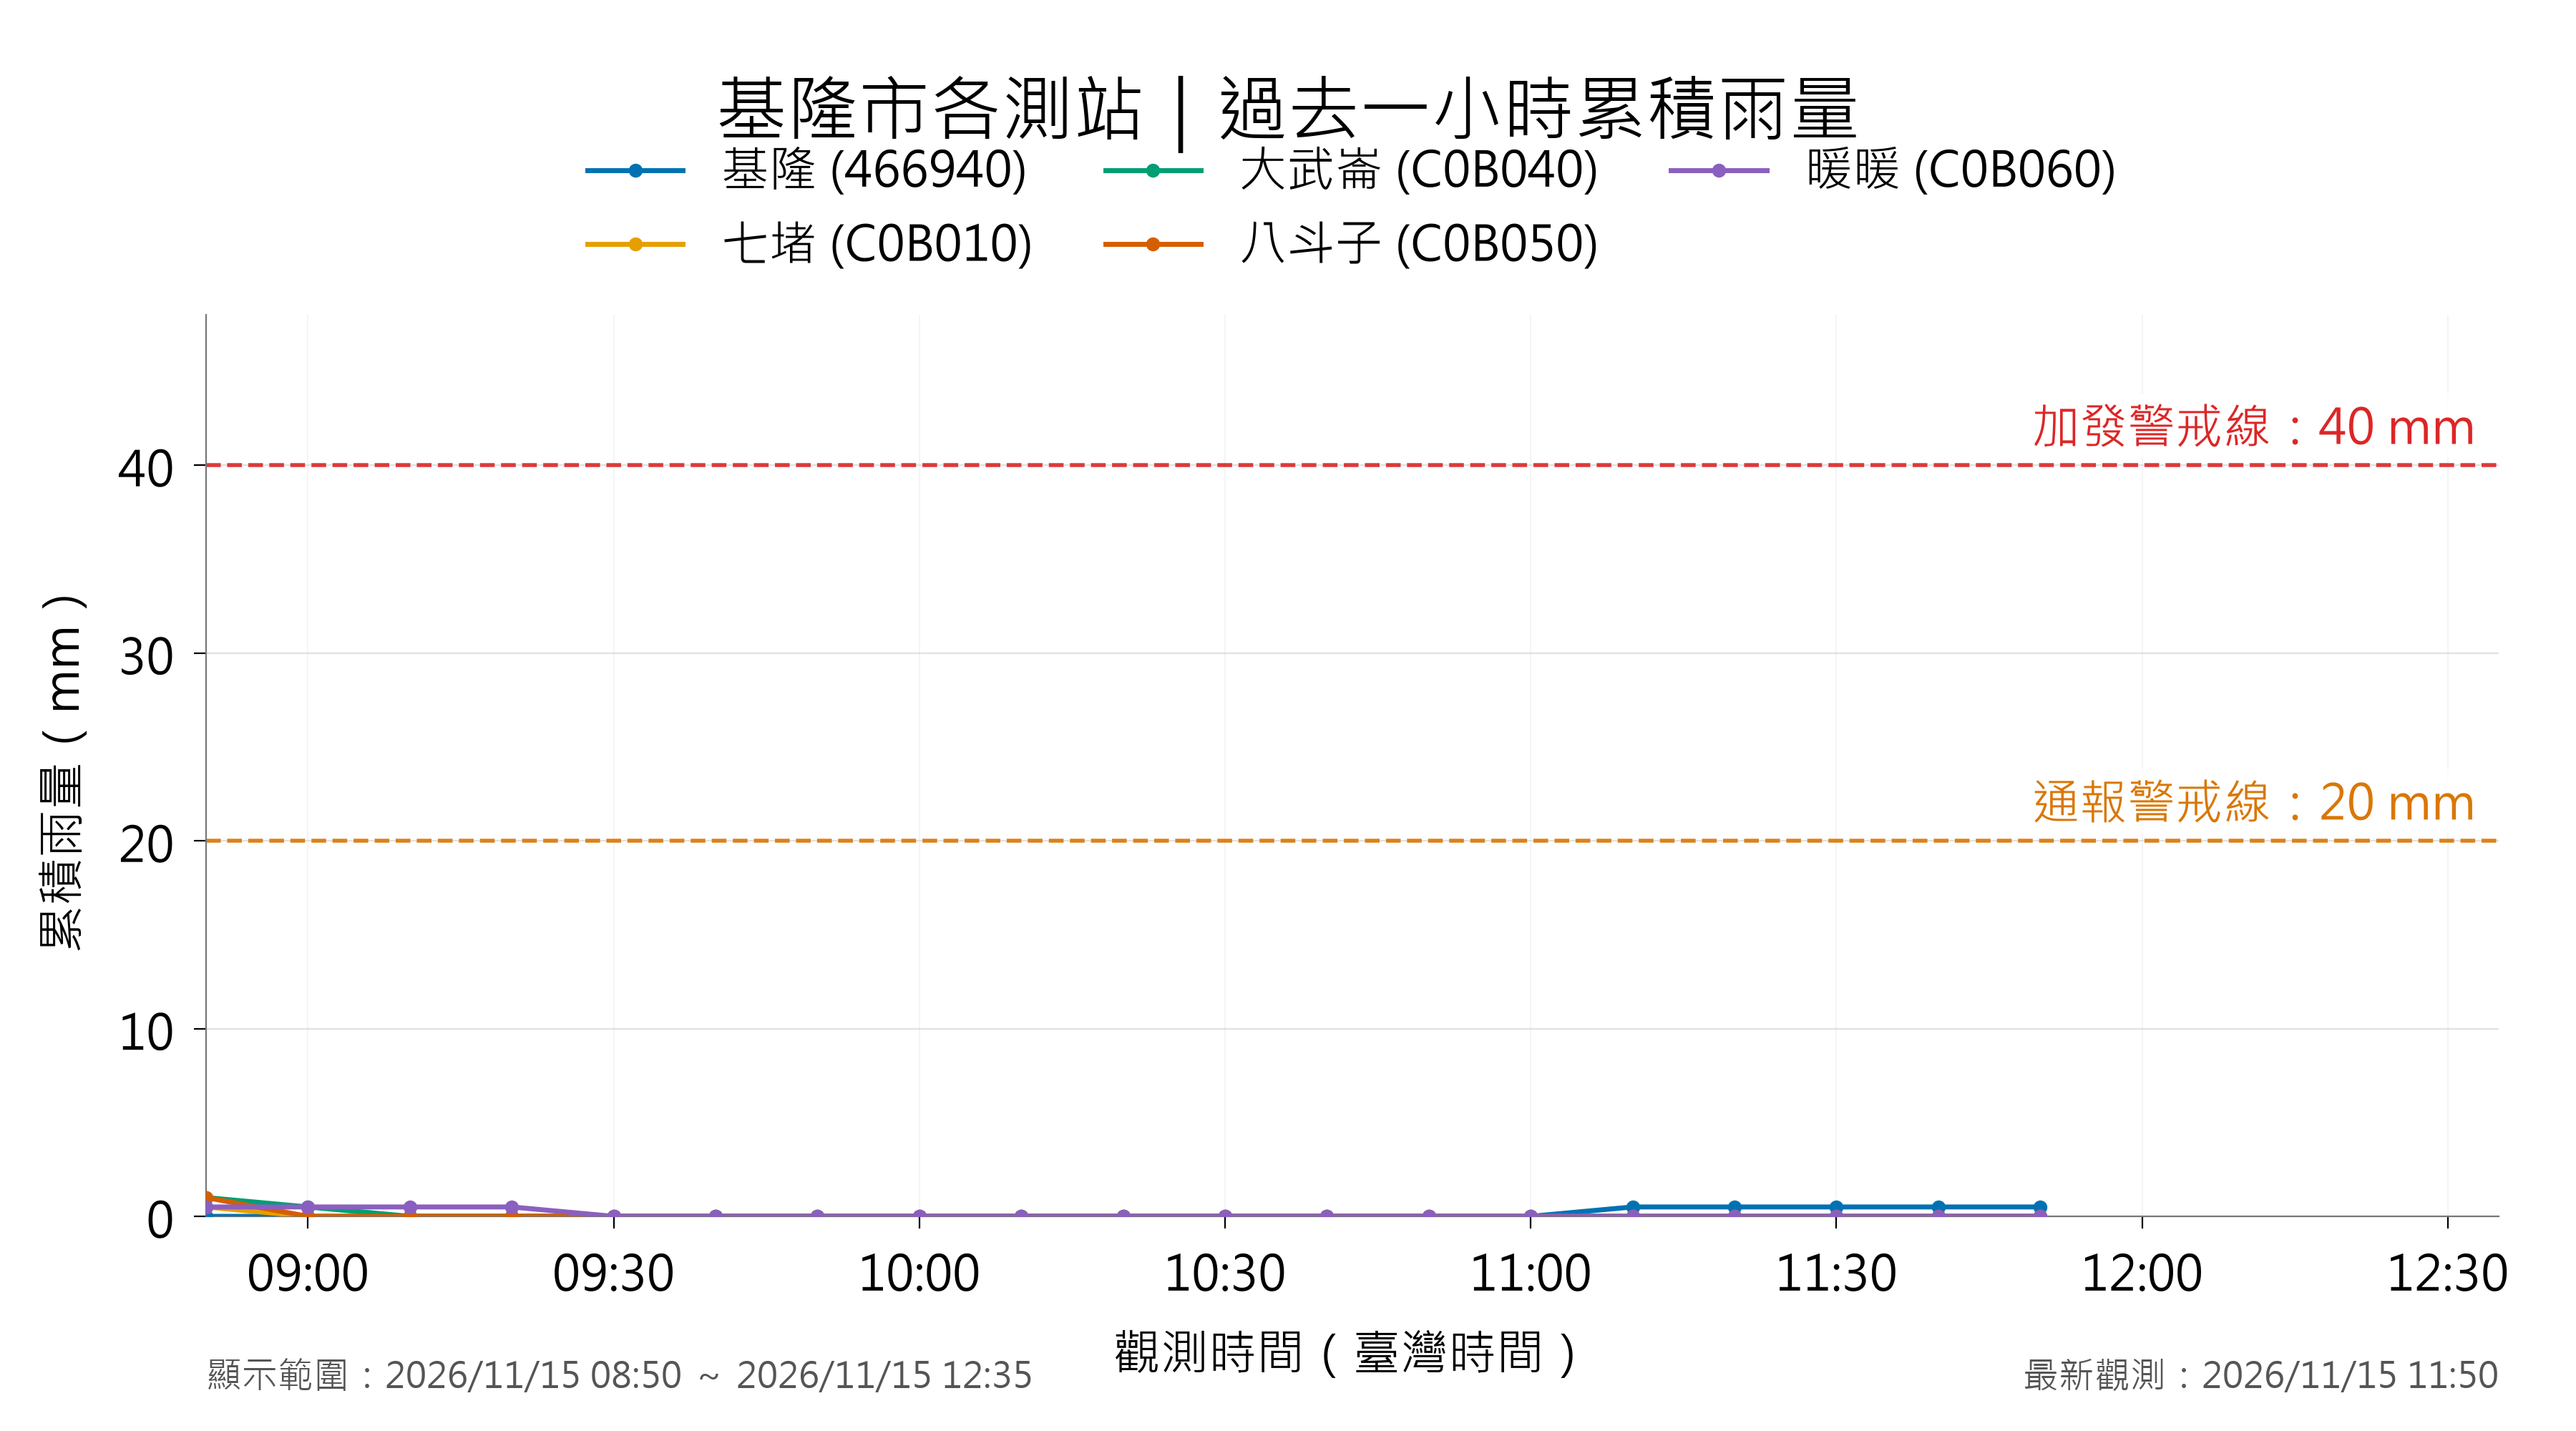 基隆市各測站｜過去一小時累積雨量
基隆 (466940)
七堵 (C0B010)
大武崙 (C0B040)
八斗子 (C0B050)
暖暖 (C0B060)
累積雨量（mm）
40
30
20
10
0
加發警戒線：40 mm
通報警戒線：20 mm
09:00 09:30 10:00 10:30 11:00 11:30 12:00 12:30
觀測時間（臺灣時間）
顯示範圍：2026/11/15 08:50 ~ 2026/11/15 12:35
最新觀測：2026/11/15 11:50